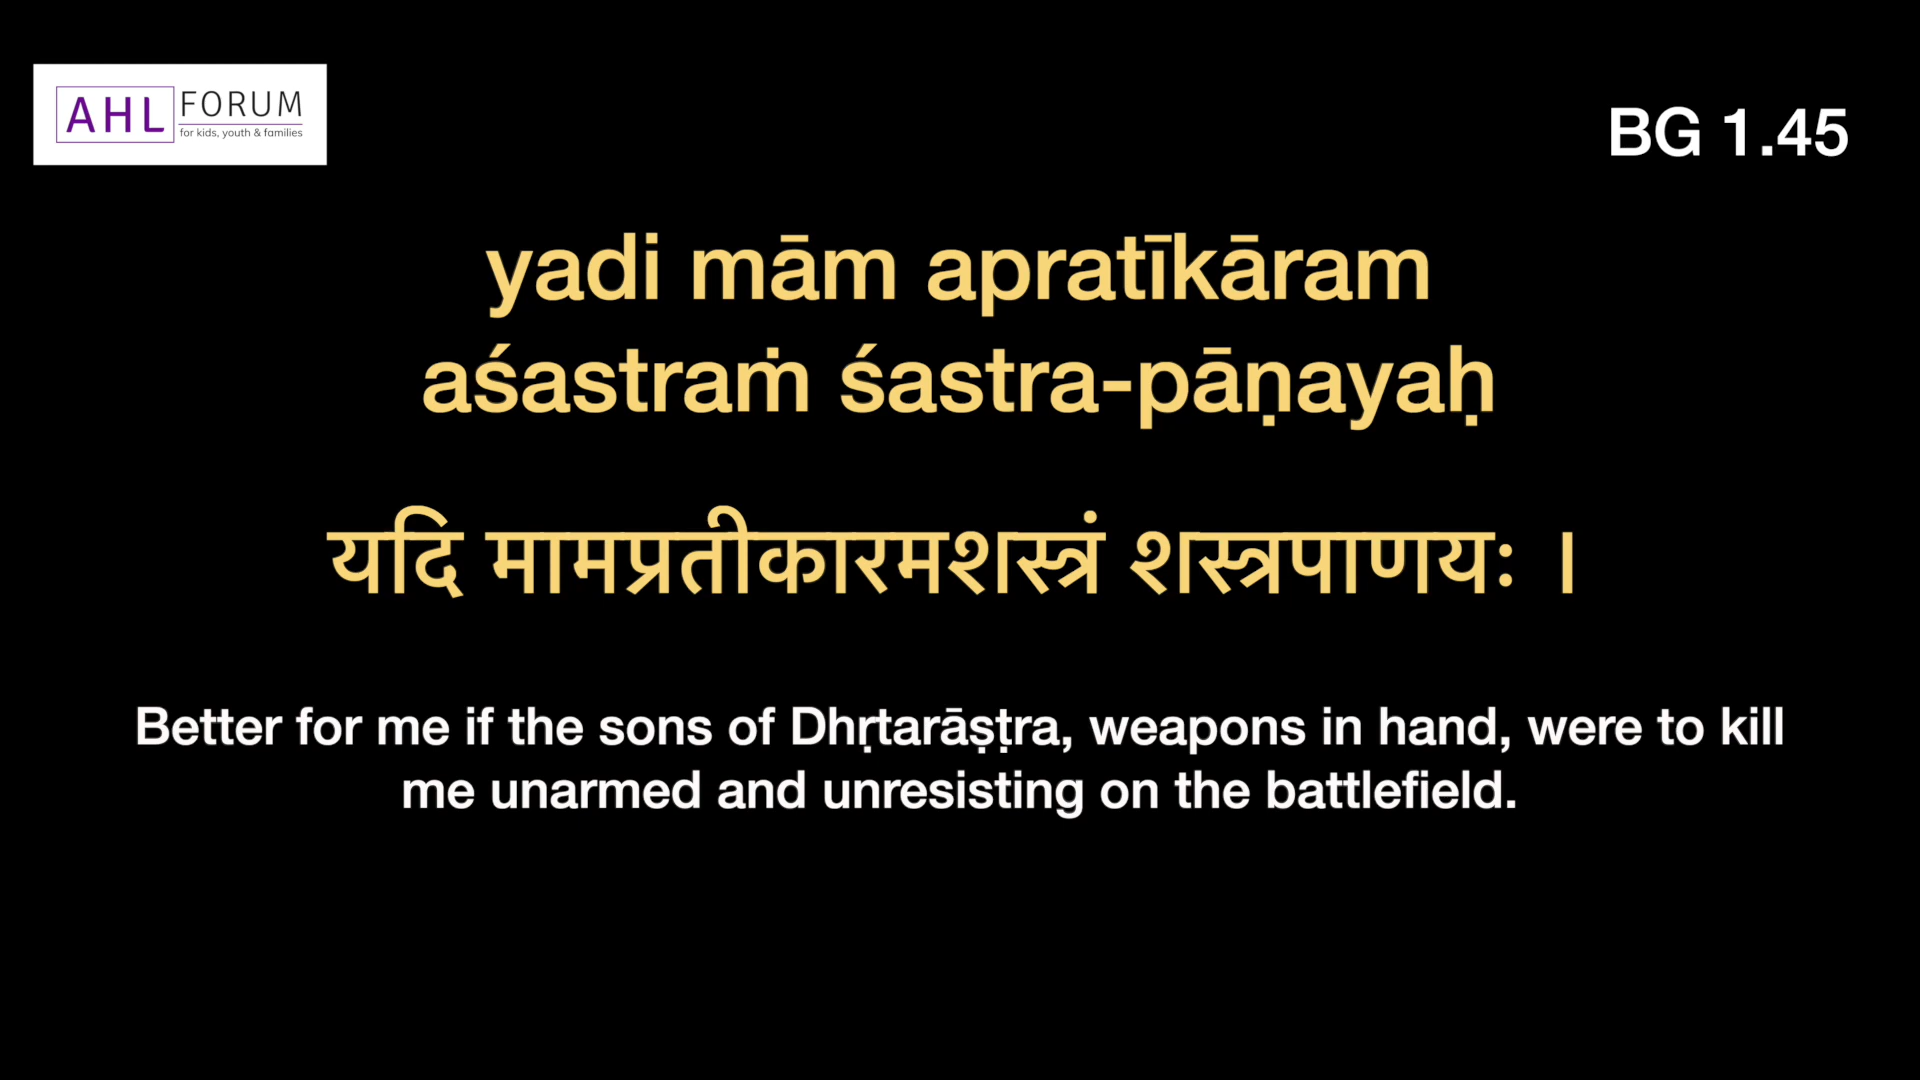 AHL FORUM
for kids, youth & families
BG 1.45
yadi mām apratīkāram
aśastraṁ śastra-pāṇayaḥ
यदि मामप्रतीकारमशस्त्रं शस्त्रपाणयः ।
Better for me if the sons of Dhṛtarāṣṭra, weapons in hand, were to kill
me unarmed and unresisting on the battlefield.